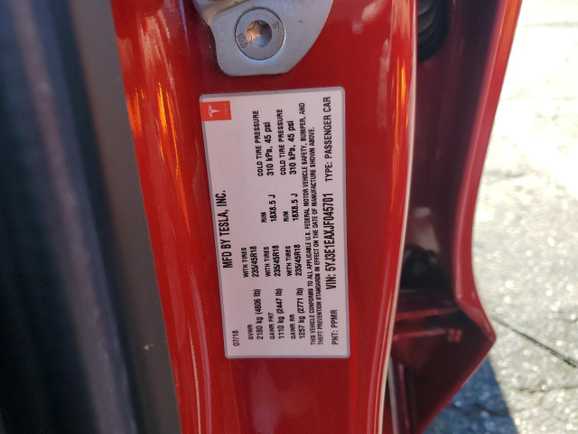 MFD BY TESLA, INC.
07/18
GVWR WITH TIRES RIM COLD TIRE PRESSURE
2180 kg (4806 lb) 235/45R18 18X8.5 J 310 kPa, 45 psi
GAWR FRT WITH TIRES RIM COLD TIRE PRESSURE
1110 kg (2447 lb) 235/45R18 18X8.5 J 310 kPa, 45 psi
GAWR RR WITH TIRES
1257 kg (2771 lb) 235/45R18
THIS VEHICLE CONFORMS TO ALL APPLICABLE U.S. FEDERAL MOTOR VEHICLE SAFETY, BUMPER, AND
THEFT PREVENTION STANDARDS IN EFFECT ON THE DATE OF MANUFACTURE SHOWN ABOVE.
VIN: 5YJ3E1EAXJF045701 TYPE: PASSENGER CAR
PNT: PPMR